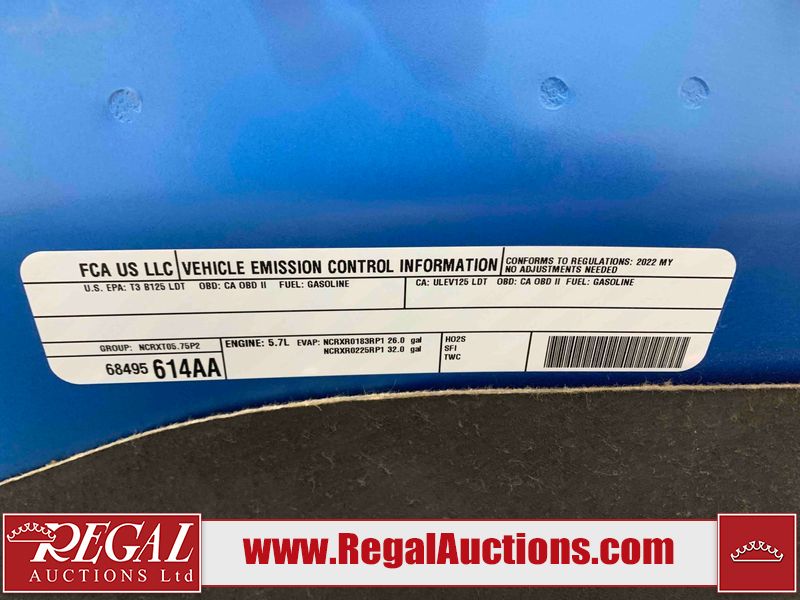 FCA US LLC
VEHICLE EMISSION CONTROL INFORMATION
CONFORMS TO REGULATIONS: 2022 MY
NO ADJUSTMENTS NEEDED
U.S. EPA: T3 B125 LDT OBD: CA OBD II FUEL: GASOLINE
CA: ULEV125 LDT OBD: CA OBD II FUEL: GASOLINE
GROUP: NCRXT05.75P2
68495 614AA
ENGINE: 5.7L EVAP: NCRXR0183RP1 26.0 gal
NCRXR0225RP1 32.0 gal
HO2S
SFI
TWC
REGAL
AUCTIONS Ltd
www.RegalAuctions.com